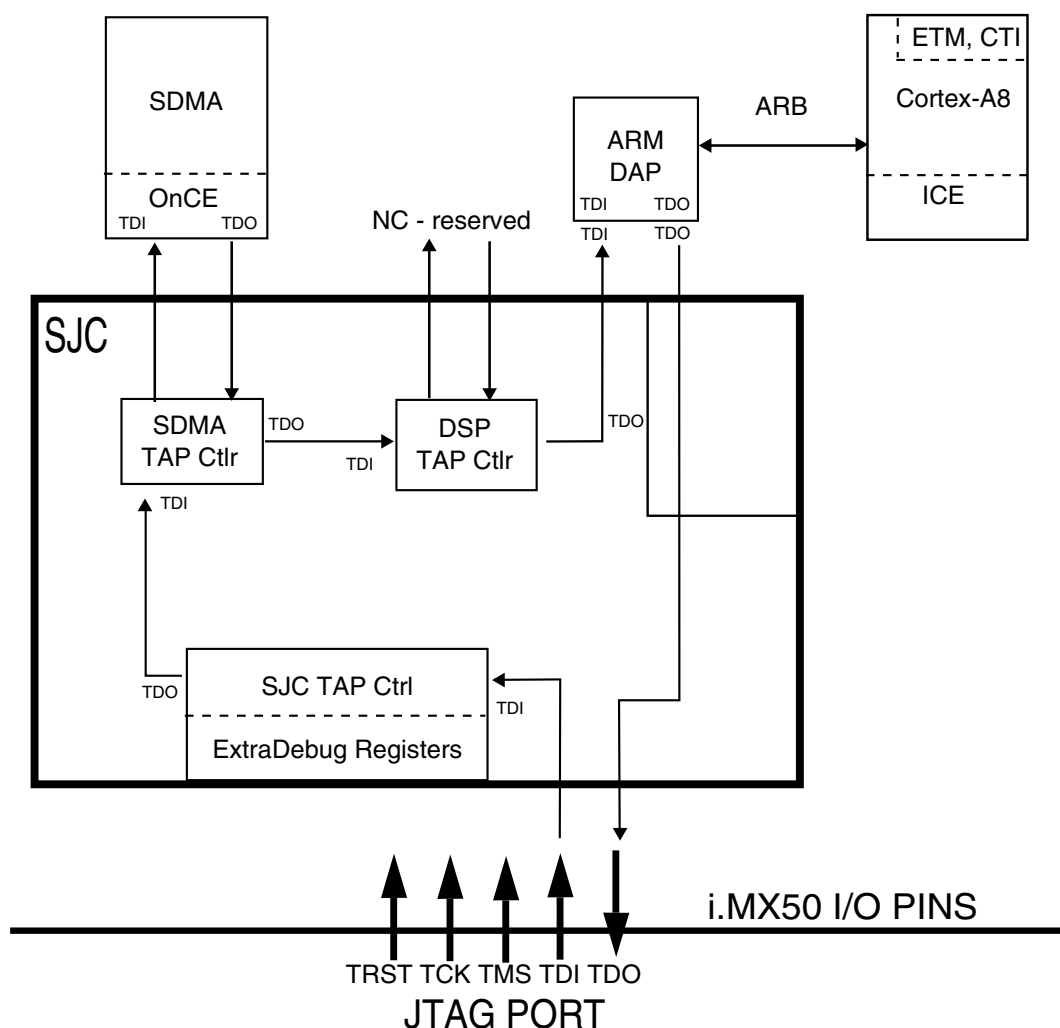 ETM, CTI
SDMA
Cortex-A8
ARB
ARM
DAP
OnCE
ICE
TDI
TDO
TDI
TDO
NC - reserved
TDI
TDO
SJC
SDMA
TAP Ctlr
TDO
TDI
DSP
TAP Ctlr
TDO
TDI
SJC TAP Ctrl
TDO
TDI
ExtraDebug Registers
i.MX50 I/O PINS
TRST TCK TMS TDI TDO
JTAG PORT